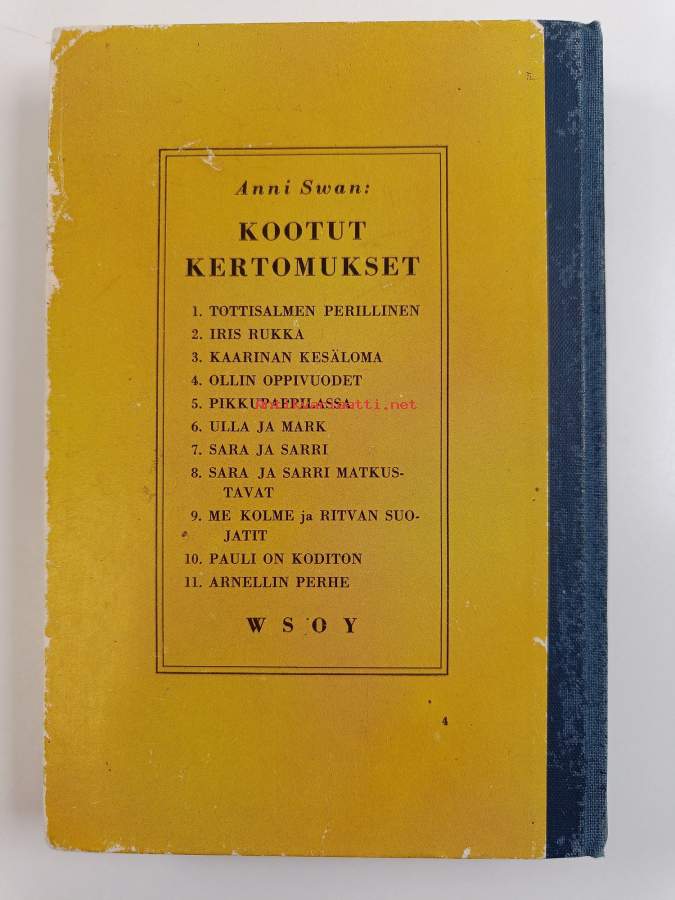 Anni Swan:
KOOTUT
KERTOMUKSET
1. TOTTISALMEN PERILLINEN
2. IRIS RUKKA
3. KAARINAN KESÄLOMA
4. OLLIN OPPIVUODET
5. PIKKUPAPPILASSA
Antikvariaatti.net
6. ULLA JA MARK
7. SARA JA SARRI
8. SARA JA SARRI MATKUS-
TAVAT
9. ME KOLME ja RITVAN SUO-
JATIT
10. PAULI ON KODITON
11. ARNELLIN PERHE
WSOY
4